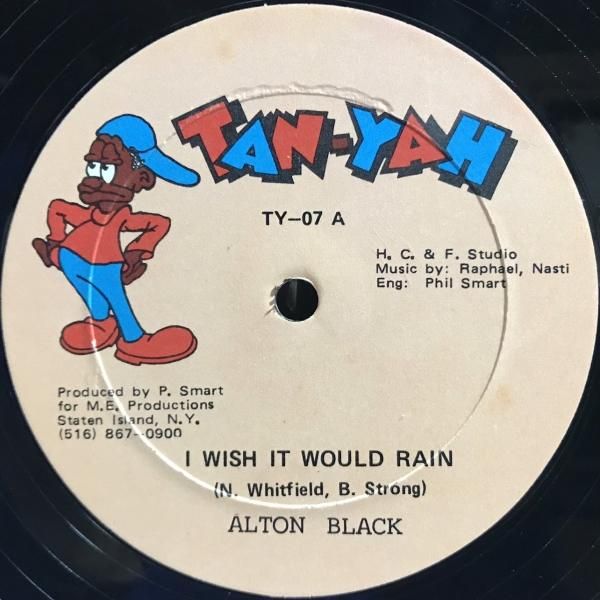 TAN-YAH
TY-07 A
H. C. & F. Studio
Music by: Raphael, Nasti
Eng: Phil Smart
Produced by P. Smart
for M.E. Productions
Staten Island, N.Y.
(516) 867-0900
I WISH IT WOULD RAIN
(N. Whitfield, B. Strong)
ALTON BLACK